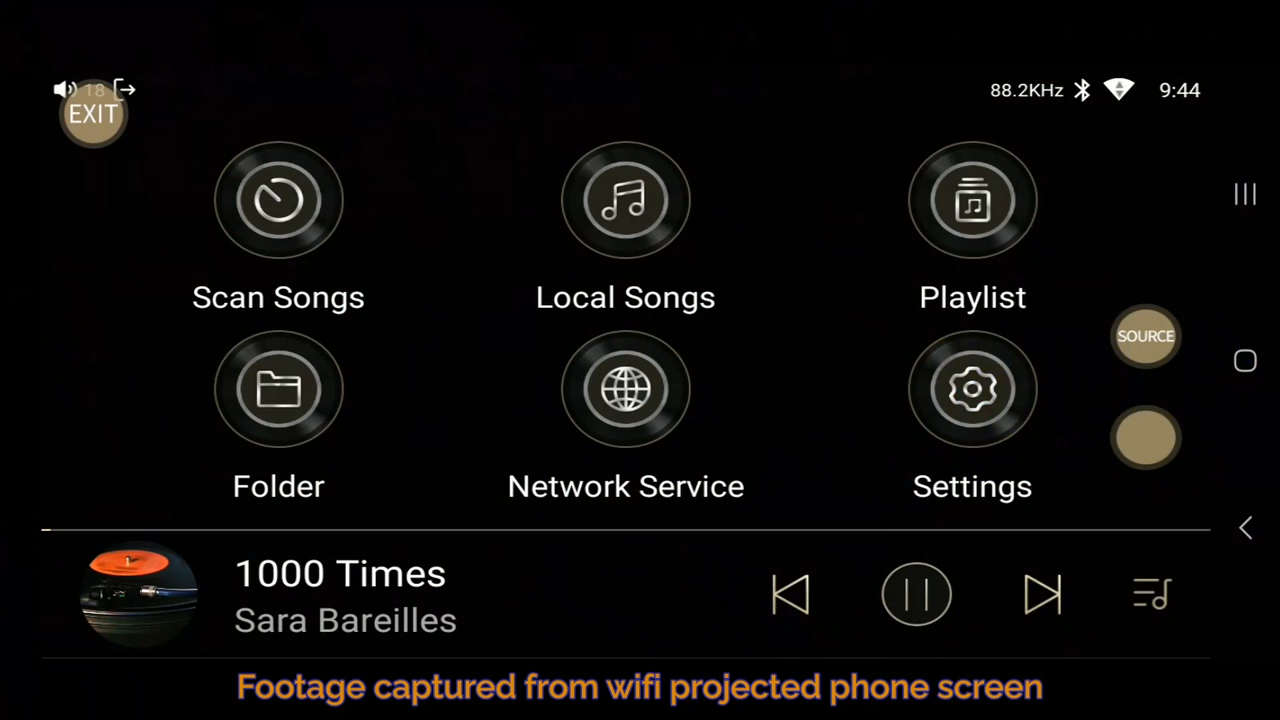 18
EXIT
88.2KHz
9:44
Scan Songs
Local Songs
Playlist
SOURCE
Folder
Network Service
Settings
1000 Times
Sara Bareilles
Footage captured from wifi projected phone screen